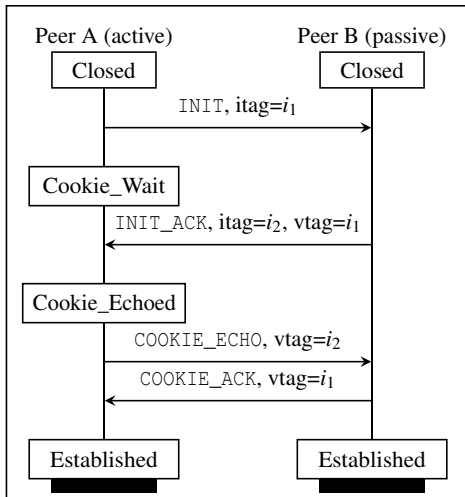 Peer A (active) Peer B (passive)
Closed Closed
INIT, itag=i₁
Cookie_Wait
INIT_ACK, itag=i₂, vtag=i₁
Cookie_Echoed
COOKIE_ECHO, vtag=i₂
COOKIE_ACK, vtag=i₁
Established Established